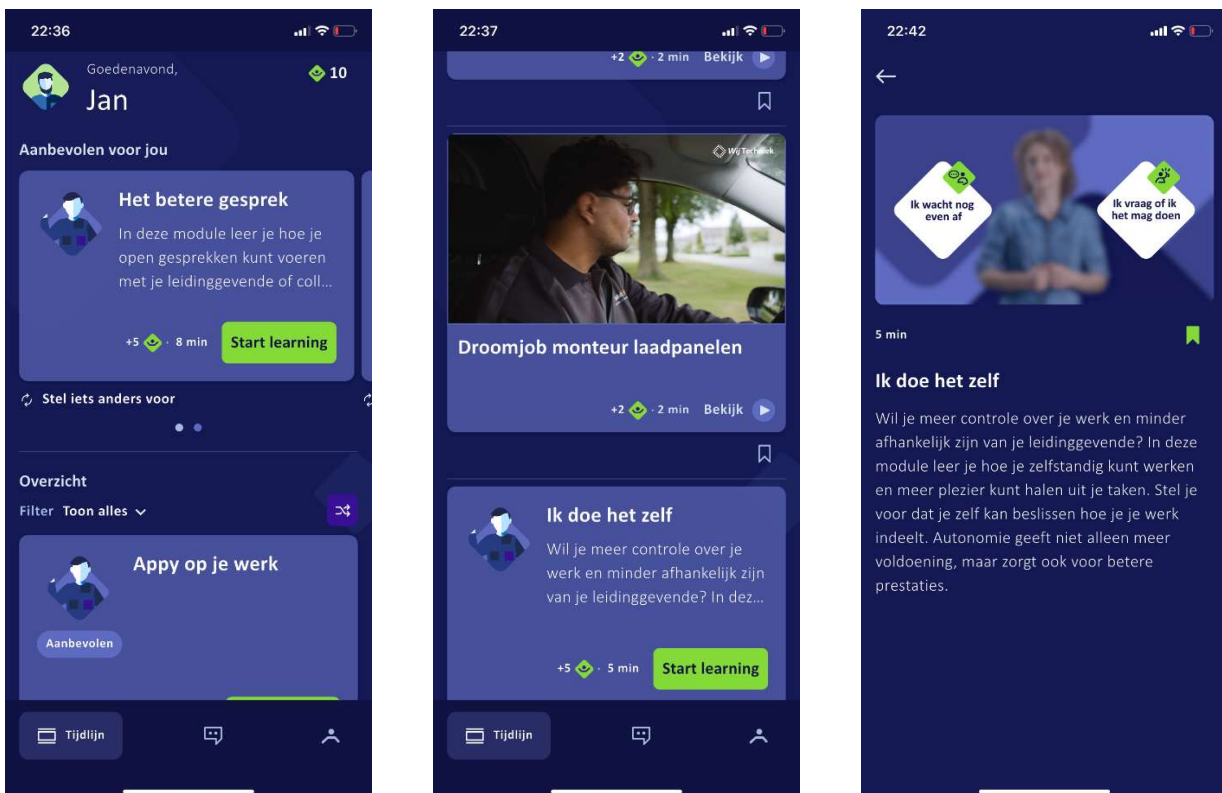 22:36
Goedenavond,
Jan
10
Aanbevolen voor jou
Het betere gesprek
In deze module leer je hoe je
open gesprekken kunt voeren
met je leidinggevende of coll...
+5 · 8 min Start learning
Stel iets anders voor
Overzicht
Filter Toon alles
Appy op je werk
Aanbevolen
Tijdlijn
22:37
+2 · 2 min Bekijk
WijTechniek
Droomjob monteur laadpanelen
+2 · 2 min Bekijk
Ik doe het zelf
Wil je meer controle over je
werk en minder afhankelijk zijn
van je leidinggevende? In dez...
+5 · 5 min Start learning
Tijdlijn
22:42
Ik wacht nog
even af
Ik vraag of ik
het mag doen
5 min
Ik doe het zelf
Wil je meer controle over je werk en minder
afhankelijk zijn van je leidinggevende? In deze
module leer je hoe je zelfstandig kunt werken
en meer plezier kunt halen uit je taken. Stel je
voor dat je zelf kan beslissen hoe je je werk
indeelt. Autonomie geeft niet alleen meer
voldoening, maar zorgt ook voor betere
prestaties.